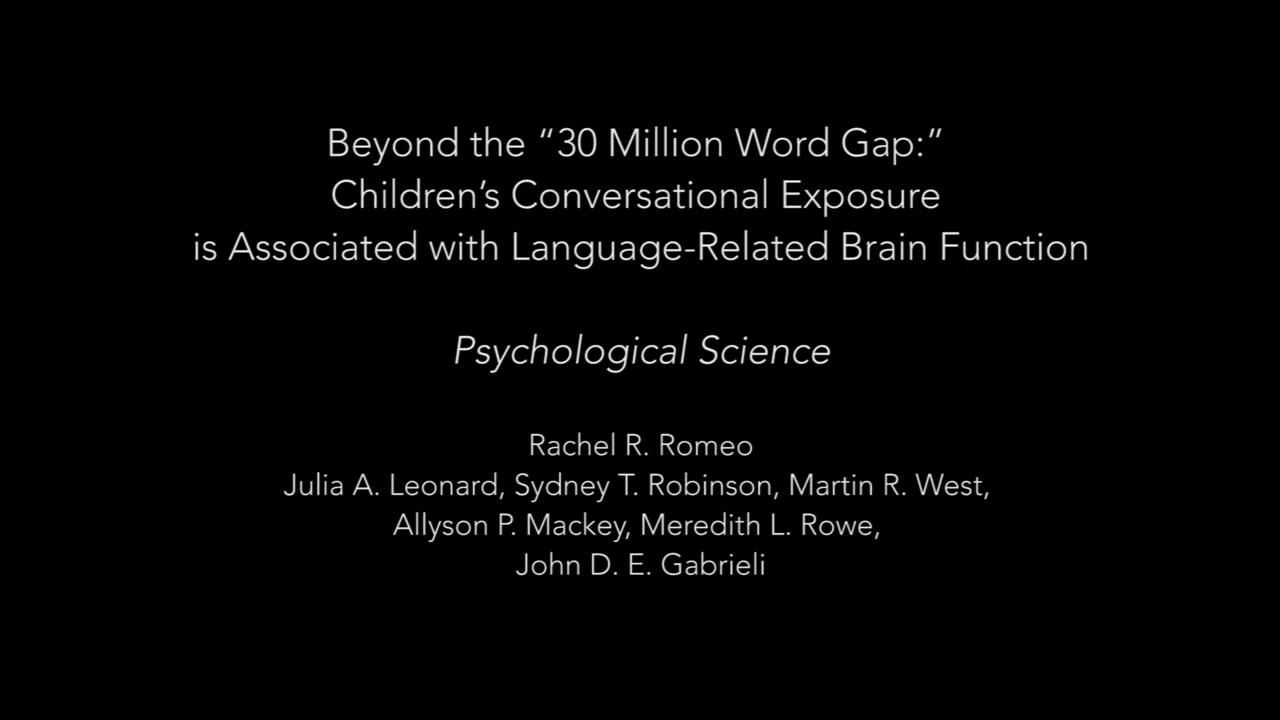 Beyond the “30 Million Word Gap:”
Children’s Conversational Exposure
is Associated with Language-Related Brain Function
Psychological Science
Rachel R. Romeo
Julia A. Leonard, Sydney T. Robinson, Martin R. West,
Allyson P. Mackey, Meredith L. Rowe,
John D. E. Gabrieli